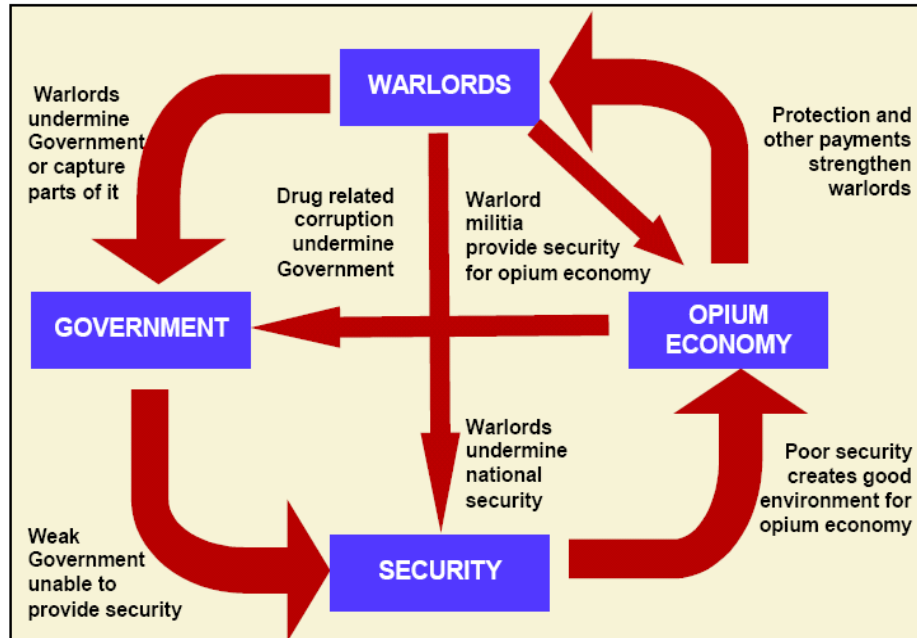 WARLORDS
Warlords
undermine
Government
or capture
parts of it
Protection and
other payments
strengthen
warlords
Drug related
corruption
undermine
Government
Warlord
militia
provide security
for opium economy
GOVERNMENT
OPIUM
ECONOMY
Warlords
undermine
national
security
Poor security
creates good
environment for
opium economy
Weak
Government
unable to
provide security
SECURITY